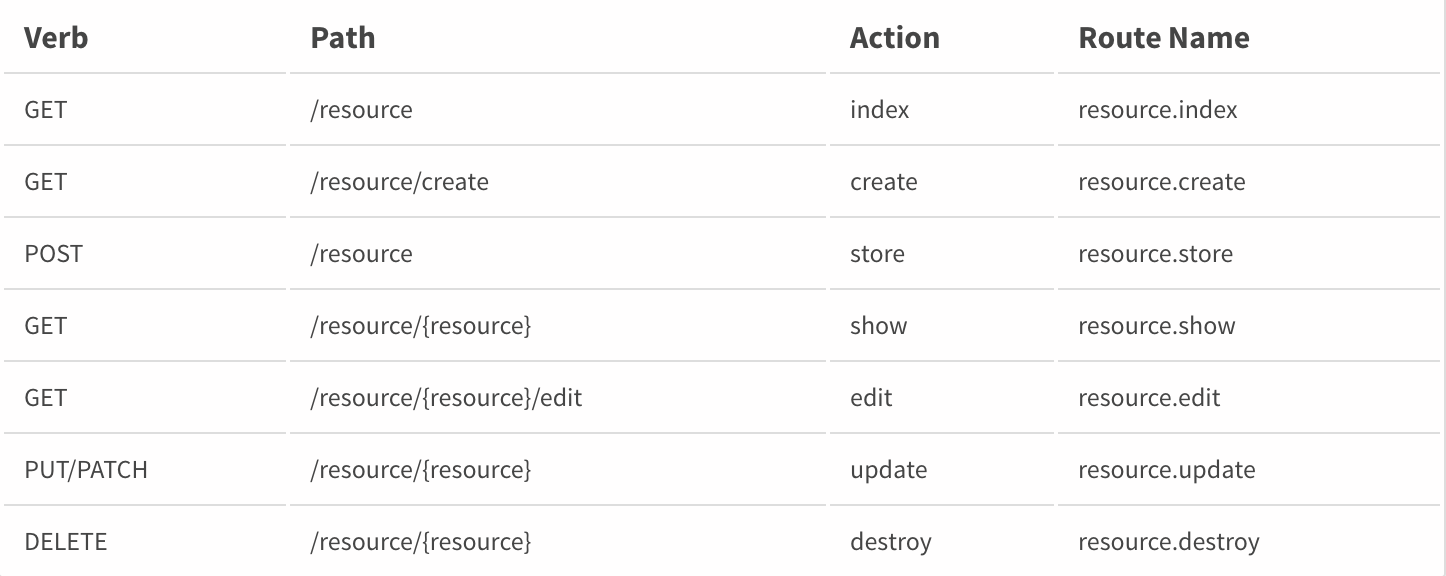 Verb Path Action Route Name
GET /resource index resource.index
GET /resource/create create resource.create
POST /resource store resource.store
GET /resource/{resource} show resource.show
GET /resource/{resource}/edit edit resource.edit
PUT/PATCH /resource/{resource} update resource.update
DELETE /resource/{resource} destroy resource.destroy